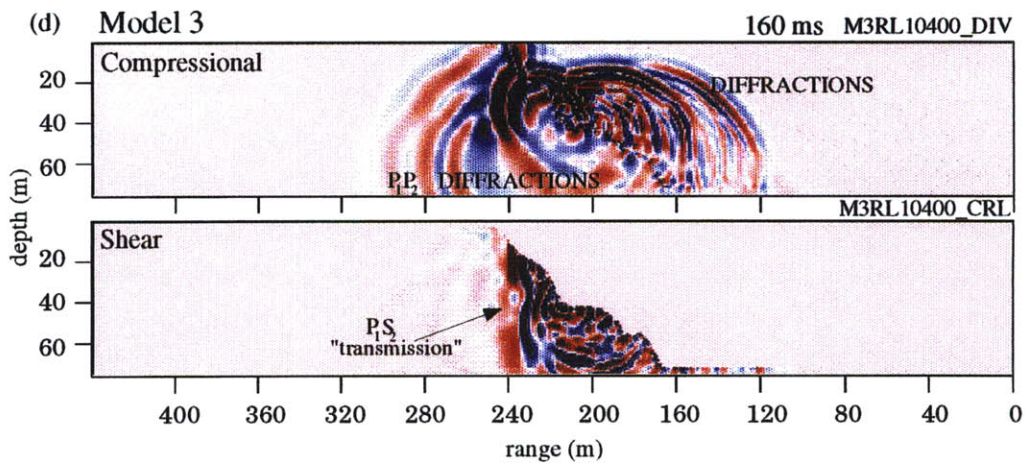 (d) Model 3 160 ms M3RL10400_DIV
Compressional
DIFFRACTIONS
P1P2 DIFFRACTIONS
20
40
60
M3RL10400_CRL
Shear
P1S2
"transmission"
20
40
60
depth (m)
400 360 320 280 240 200 160 120 80 40 0
range (m)